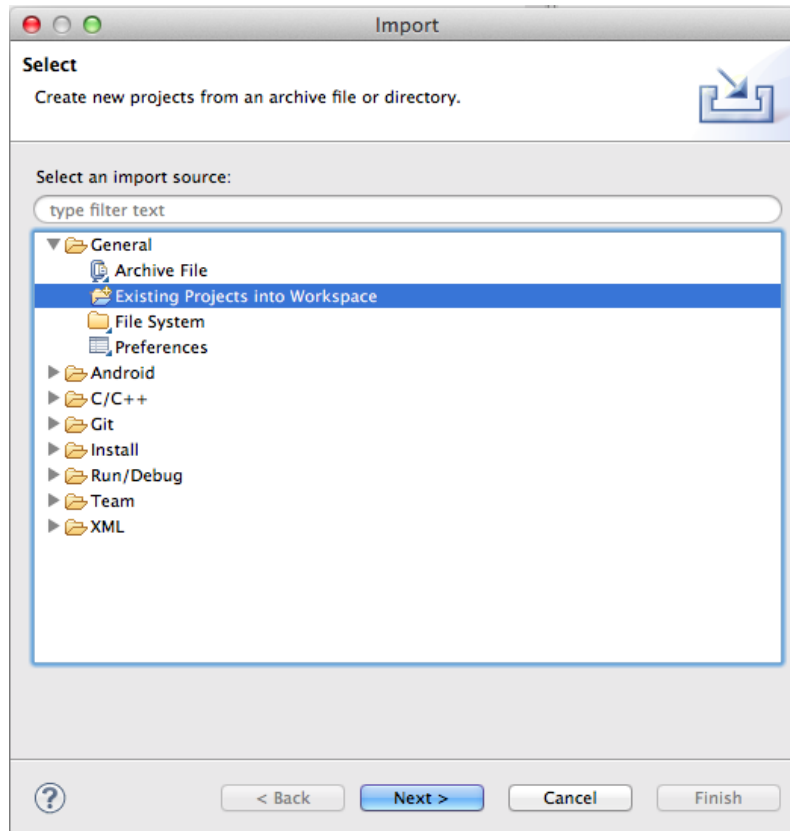 Import
Select
Create new projects from an archive file or directory.
Select an import source:
type filter text
General
Archive File
Existing Projects into Workspace
File System
Preferences
Android
C/C++
Git
Install
Run/Debug
Team
XML
?
< Back
Next >
Cancel
Finish